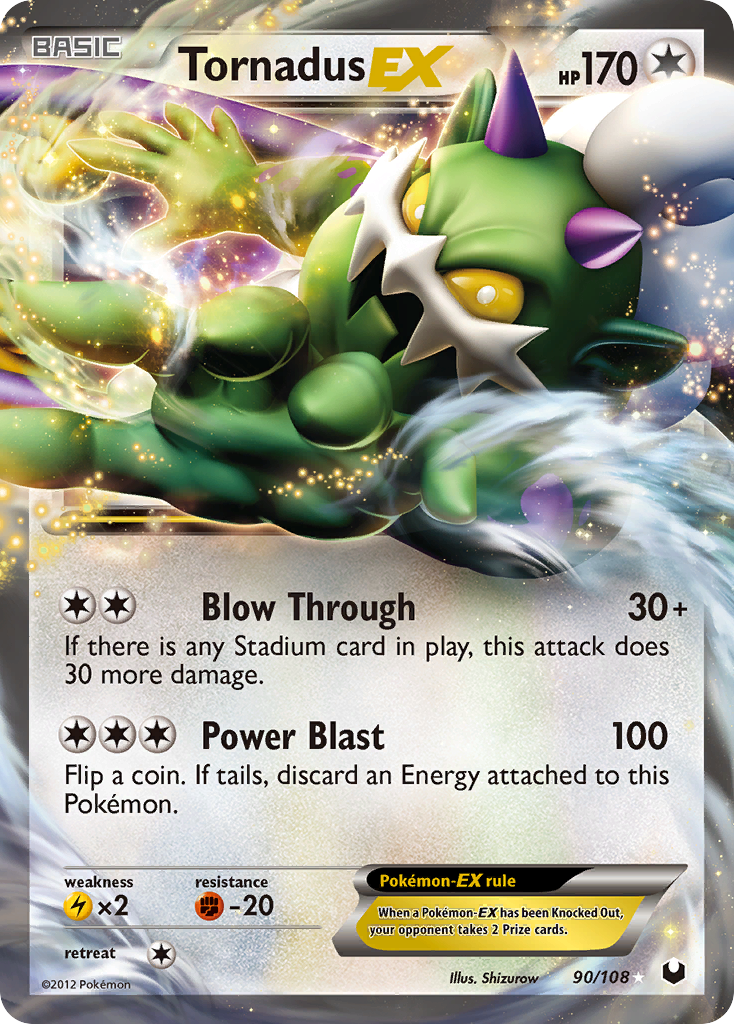 BASIC
Tornadus EX
HP 170
Blow Through 30+
If there is any Stadium card in play, this attack does
30 more damage.
Power Blast 100
Flip a coin. If tails, discard an Energy attached to this
Pokémon.
weakness resistance
×2 -20
retreat
Pokémon-EX rule
When a Pokémon-EX has been Knocked Out,
your opponent takes 2 Prize cards.
©2012 Pokémon
Illus. Shizurow 90/108